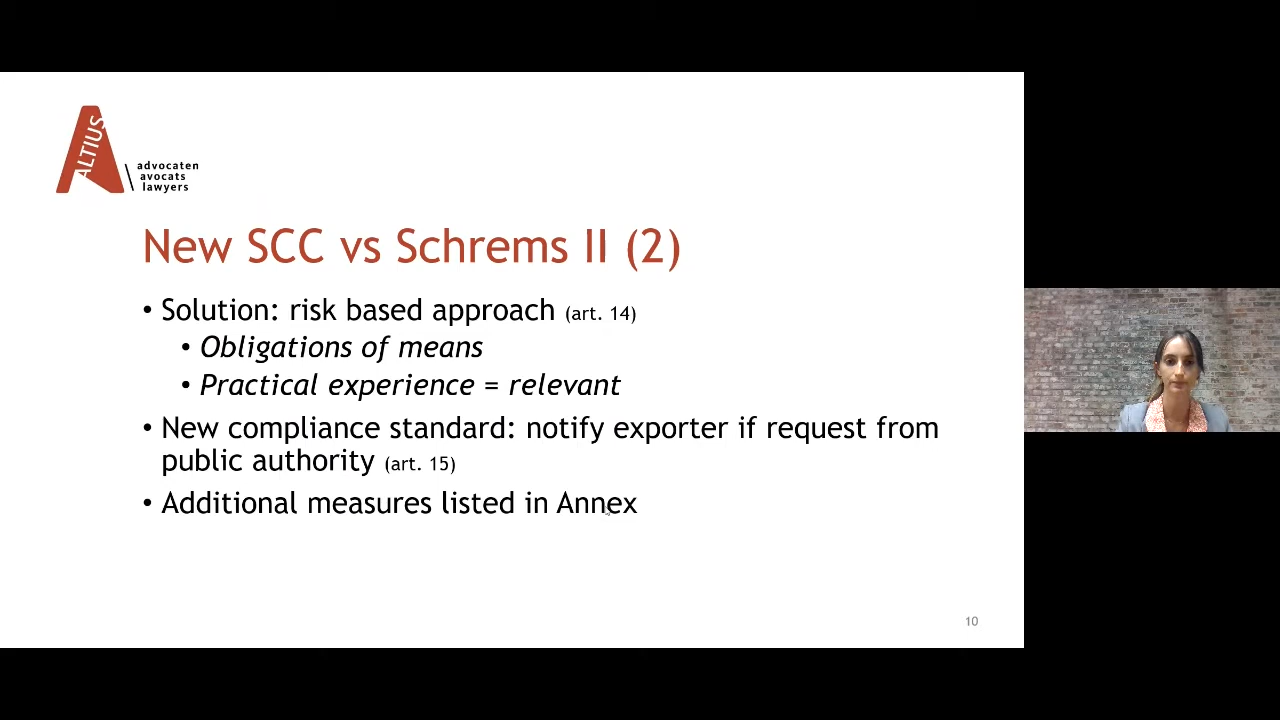 ALTIUS
advocaten
avocats
lawyers
New SCC vs Schrems II (2)
• Solution: risk based approach (art. 14)
• Obligations of means
• Practical experience = relevant
• New compliance standard: notify exporter if request from
public authority (art. 15)
• Additional measures listed in Annex
10